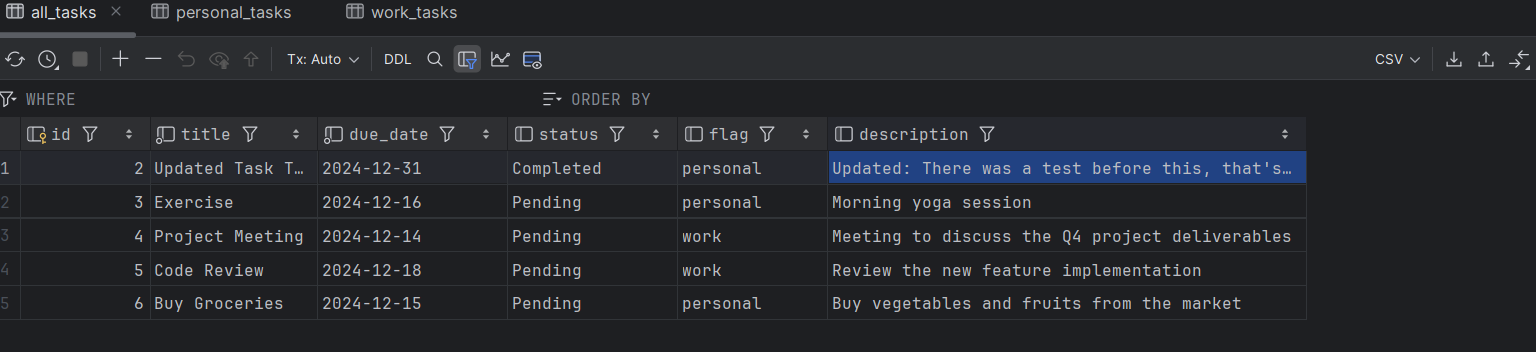 all_tasks personal_tasks work_tasks
Tx: Auto DDL CSV
WHERE ORDER BY
id title due_date status flag description
1 2 Updated Task T… 2024-12-31 Completed personal Updated: There was a test before this, that's…
2 3 Exercise 2024-12-16 Pending personal Morning yoga session
3 4 Project Meeting 2024-12-14 Pending work Meeting to discuss the Q4 project deliverables
4 5 Code Review 2024-12-18 Pending work Review the new feature implementation
5 6 Buy Groceries 2024-12-15 Pending personal Buy vegetables and fruits from the market